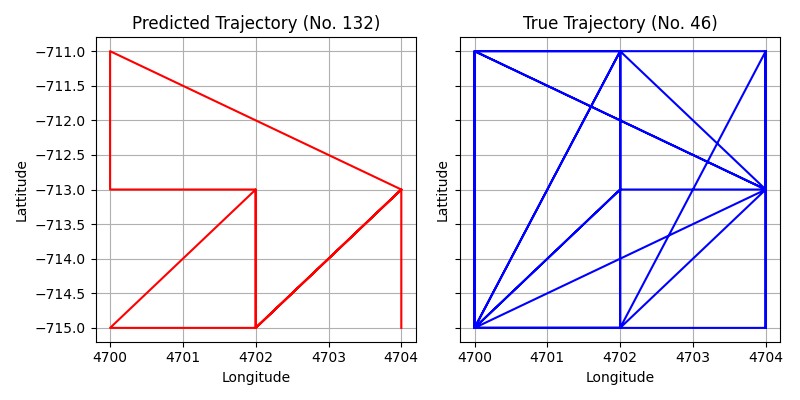 Predicted Trajectory (No. 132)
True Trajectory (No. 46)
−711.0
−711.5
−712.0
−712.5
−713.0
−713.5
−714.0
−714.5
−715.0
Lattitude
Lattitude
4700 4701 4702 4703 4704
4700 4701 4702 4703 4704
Longitude
Longitude